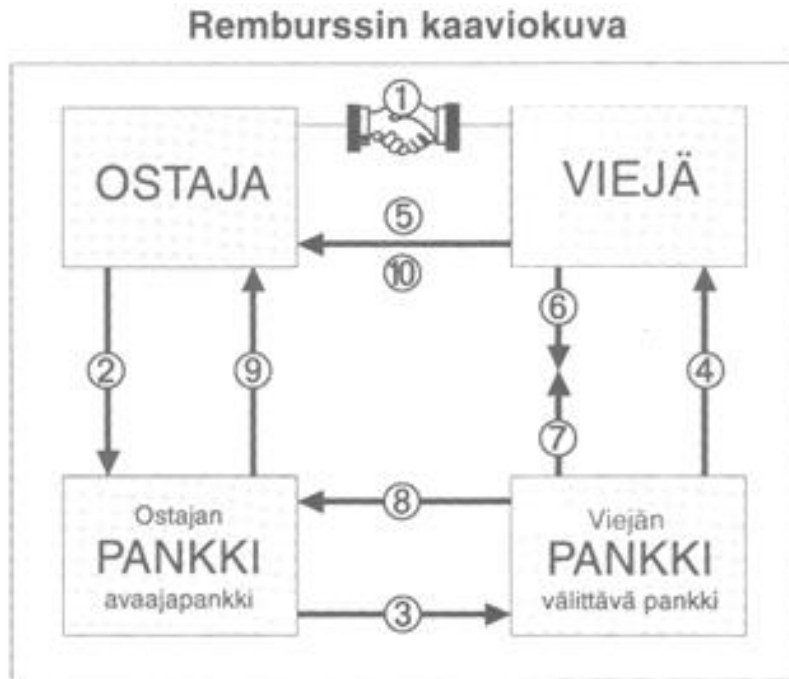 Remburssin kaaviokuva
①
OSTAJA
VIEJÄ
⑤
⑩
⑥
②
⑨
④
⑦
Ostajan
PANKKI
avaajapankki
⑧
③
Viejän
PANKKI
välittävä pankki